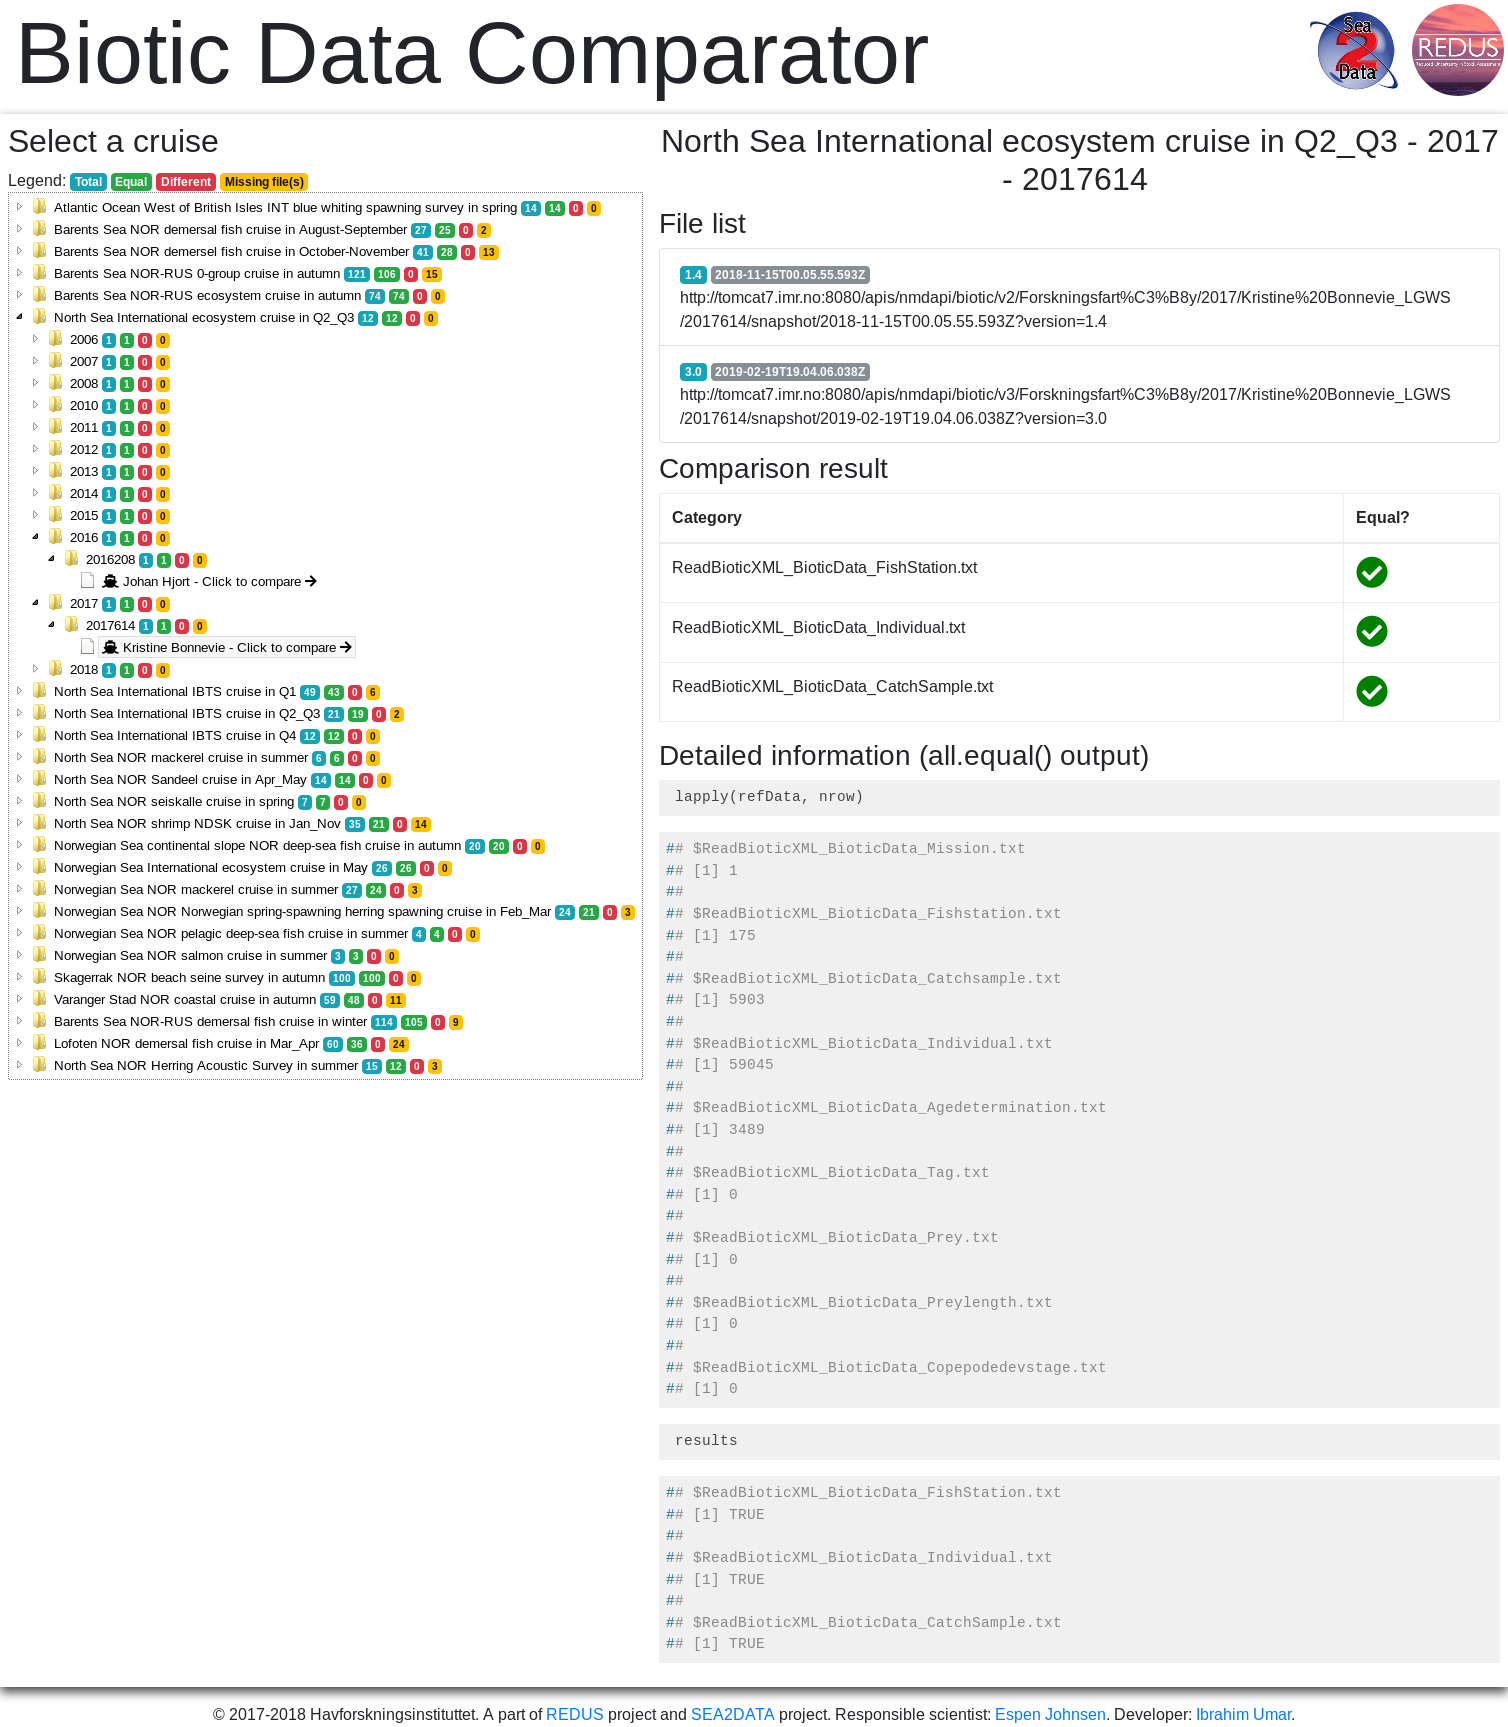 Biotic Data Comparator
Sea
2
Data
REDUS
Reduced Uncertainty in Stock Assessment
Select a cruise
Legend: Total Equal Different Missing file(s)
Atlantic Ocean West of British Isles INT blue whiting spawning survey in spring 14 14 0 0
Barents Sea NOR demersal fish cruise in August-September 27 25 0 2
Barents Sea NOR demersel fish cruise in October-November 41 28 0 13
Barents Sea NOR-RUS 0-group cruise in autumn 121 106 0 15
Barents Sea NOR-RUS ecosystem cruise in autumn 74 74 0 0
North Sea International ecosystem cruise in Q2_Q3 12 12 0 0
2006 1 1 0 0
2007 1 1 0 0
2008 1 1 0 0
2010 1 1 0 0
2011 1 1 0 0
2012 1 1 0 0
2013 1 1 0 0
2014 1 1 0 0
2015 1 1 0 0
2016 1 1 0 0
2016208 1 1 0 0
Johan Hjort - Click to compare
2017 1 1 0 0
2017614 1 1 0 0
Kristine Bonnevie - Click to compare
2018 1 1 0 0
North Sea International IBTS cruise in Q1 49 43 0 6
North Sea International IBTS cruise in Q2_Q3 21 19 0 2
North Sea International IBTS cruise in Q4 12 12 0 0
North Sea NOR mackerel cruise in summer 6 6 0 0
North Sea NOR Sandeel cruise in Apr_May 14 14 0 0
North Sea NOR seiskalle cruise in spring 7 7 0 0
North Sea NOR shrimp NDSK cruise in Jan_Nov 35 21 0 14
Norwegian Sea continental slope NOR deep-sea fish cruise in autumn 20 20 0 0
Norwegian Sea International ecosystem cruise in May 26 26 0 0
Norwegian Sea NOR mackerel cruise in summer 27 24 0 3
Norwegian Sea NOR Norwegian spring-spawning herring spawning cruise in Feb_Mar 24 21 0 3
Norwegian Sea NOR pelagic deep-sea fish cruise in summer 4 4 0 0
Norwegian Sea NOR salmon cruise in summer 3 3 0 0
Skagerrak NOR beach seine survey in autumn 100 100 0 0
Varanger Stad NOR coastal cruise in autumn 59 48 0 11
Barents Sea NOR-RUS demersal fish cruise in winter 114 105 0 9
Lofoten NOR demersal fish cruise in Mar_Apr 60 36 0 24
North Sea NOR Herring Acoustic Survey in summer 15 12 0 3
North Sea International ecosystem cruise in Q2_Q3 - 2017
- 2017614
File list
1.4 2018-11-15T00.05.55.593Z
http://tomcat7.imr.no:8080/apis/nmdapi/biotic/v2/Forskningsfart%C3%B8y/2017/Kristine%20Bonnevie_LGWS
/2017614/snapshot/2018-11-15T00.05.55.593Z?version=1.4
3.0 2019-02-19T19.04.06.038Z
http://tomcat7.imr.no:8080/apis/nmdapi/biotic/v3/Forskningsfart%C3%B8y/2017/Kristine%20Bonnevie_LGWS
/2017614/snapshot/2019-02-19T19.04.06.038Z?version=3.0
Comparison result
Category Equal?
ReadBioticXML_BioticData_FishStation.txt
ReadBioticXML_BioticData_Individual.txt
ReadBioticXML_BioticData_CatchSample.txt
Detailed information (all.equal() output)
lapply(refData, nrow)
## $ReadBioticXML_BioticData_Mission.txt
## [1] 1
##
## $ReadBioticXML_BioticData_Fishstation.txt
## [1] 175
##
## $ReadBioticXML_BioticData_Catchsample.txt
## [1] 5903
##
## $ReadBioticXML_BioticData_Individual.txt
## [1] 59045
##
## $ReadBioticXML_BioticData_Agedetermination.txt
## [1] 3489
##
## $ReadBioticXML_BioticData_Tag.txt
## [1] 0
##
## $ReadBioticXML_BioticData_Prey.txt
## [1] 0
##
## $ReadBioticXML_BioticData_Preylength.txt
## [1] 0
##
## $ReadBioticXML_BioticData_Copepodedevstage.txt
## [1] 0
results
## $ReadBioticXML_BioticData_FishStation.txt
## [1] TRUE
##
## $ReadBioticXML_BioticData_Individual.txt
## [1] TRUE
##
## $ReadBioticXML_BioticData_CatchSample.txt
## [1] TRUE
© 2017-2018 Havforskningsinstituttet. A part of REDUS project and SEA2DATA project. Responsible scientist: Espen Johnsen. Developer: Ibrahim Umar.